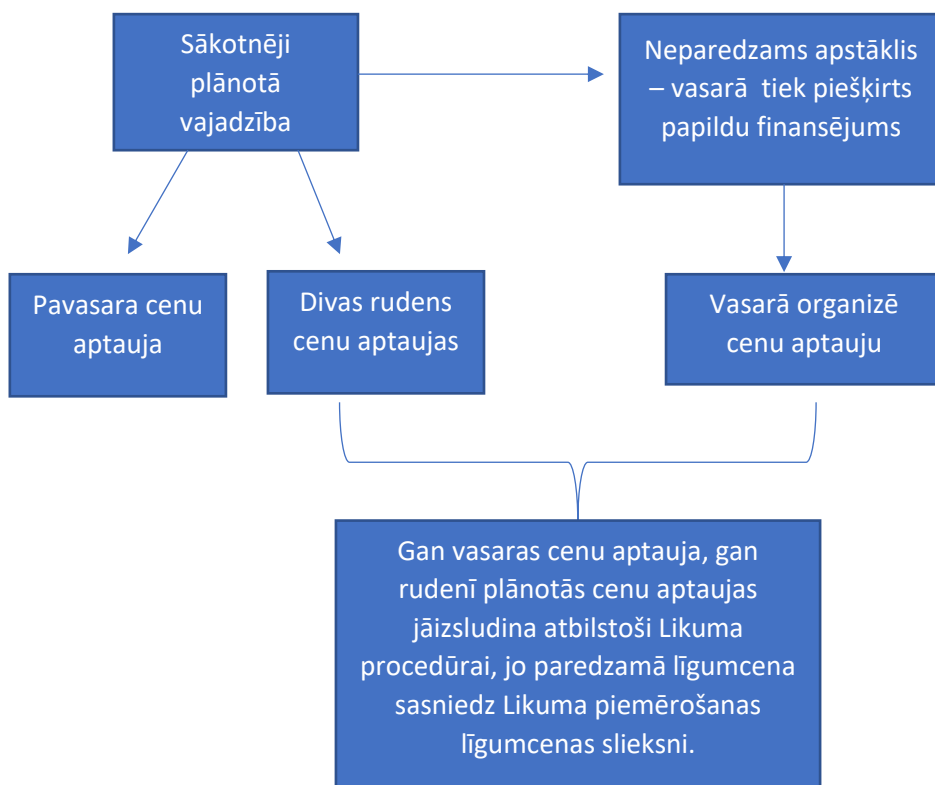 Sākotnēji
plānotā
vajadzība
Neparedzams apstāklis
– vasarā tiek piešķirts
papildu finansējums
Pavasara cenu
aptauja
Divas rudens
cenu aptaujas
Vasarā organizē
cenu aptauju
Gan vasaras cenu aptauja, gan
rudenī plānotās cenu aptaujas
jāizsludina atbilstoši Likuma
procedūrai, jo paredzamā līgumcena
sasniedz Likuma piemērošanas
līgumcenas slieksni.